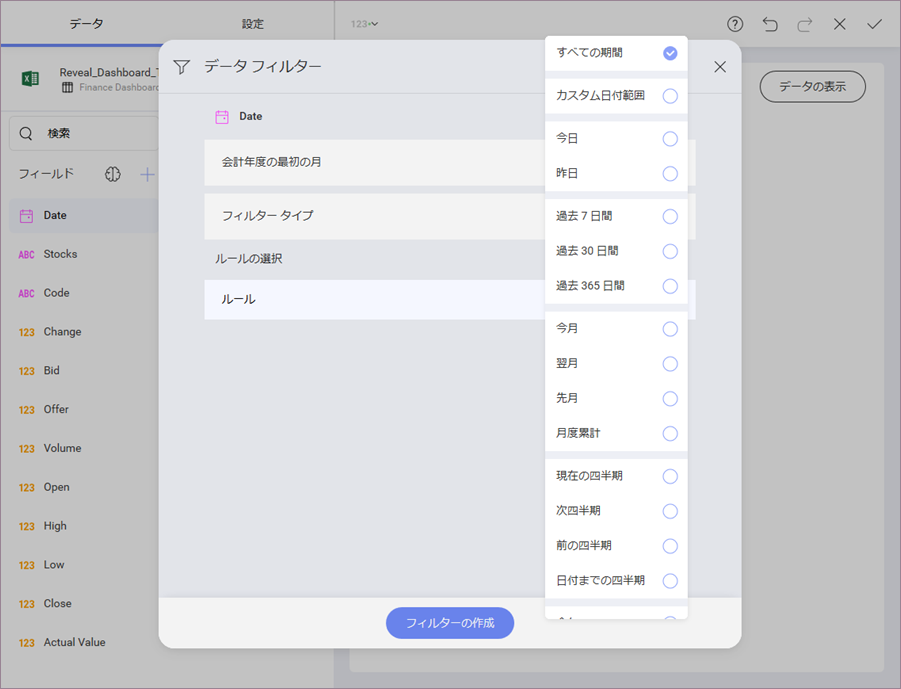 データ
設定
123
Reveal_Dashboard_T
Finance Dashboard
検索
フィールド
Date
ABC Stocks
ABC Code
123 Change
123 Bid
123 Offer
123 Volume
123 Open
123 High
123 Low
123 Close
123 Actual Value
データ フィルター
Date
会計年度の最初の月
フィルター タイプ
ルールの選択
ルール
フィルターの作成
すべての期間
カスタム日付範囲
今日
昨日
過去 7 日間
過去 30 日間
過去 365 日間
今月
翌月
先月
月度累計
現在の四半期
次四半期
前の四半期
日付までの四半期
データの表示